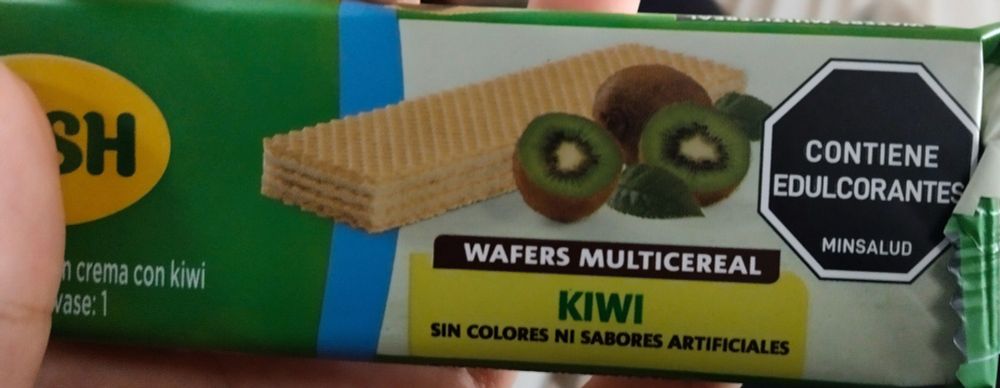 SH
crema con kiwi
vase: 1
WAFERS MULTICEREAL
KIWI
SIN COLORES NI SABORES ARTIFICIALES
CONTIENE
EDULCORANTES
MINSALUD